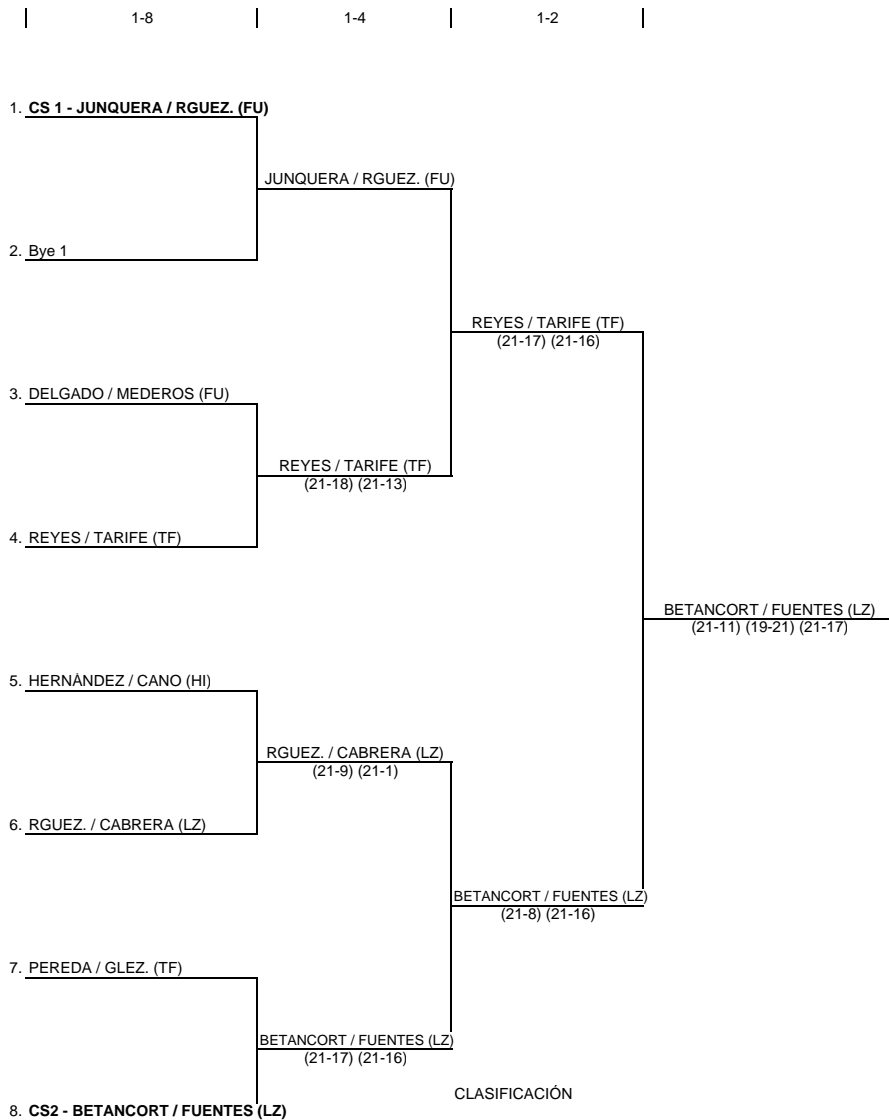 1-8 1-4 1-2
1. CS 1 - JUNQUERA / RGUEZ. (FU)
JUNQUERA / RGUEZ. (FU)
2. Bye 1
REYES / TARIFE (TF)
(21-17) (21-16)
3. DELGADO / MEDEROS (FU)
REYES / TARIFE (TF)
(21-18) (21-13)
4. REYES / TARIFE (TF)
BETANCORT / FUENTES (LZ)
(21-11) (19-21) (21-17)
5. HERNÁNDEZ / CANO (HI)
RGUEZ. / CABRERA (LZ)
(21-9) (21-1)
6. RGUEZ. / CABRERA (LZ)
BETANCORT / FUENTES (LZ)
(21-8) (21-16)
7. PEREDA / GLEZ. (TF)
BETANCORT / FUENTES (LZ)
(21-17) (21-16)
CLASIFICACIÓN
8. CS2 - BETANCORT / FUENTES (LZ)